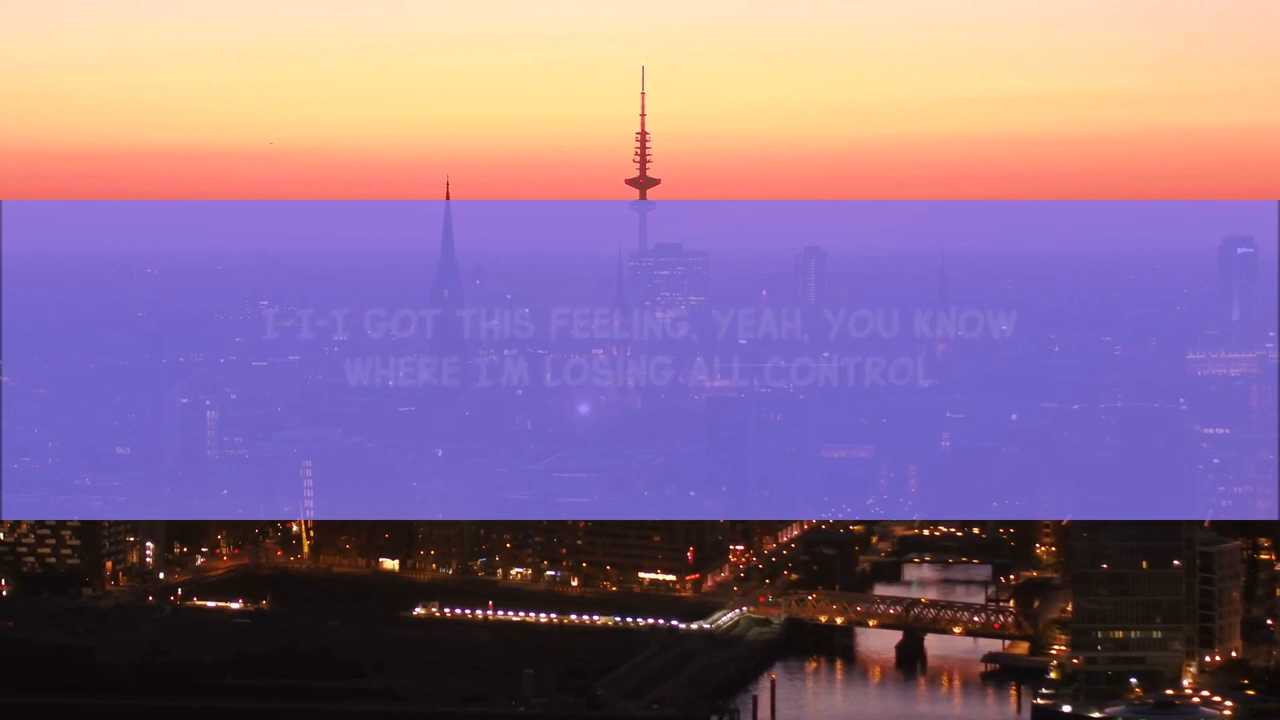 I-I-I GOT THIS FEELING, YEAH, YOU KNOW
WHERE I'M LOSING ALL CONTROL